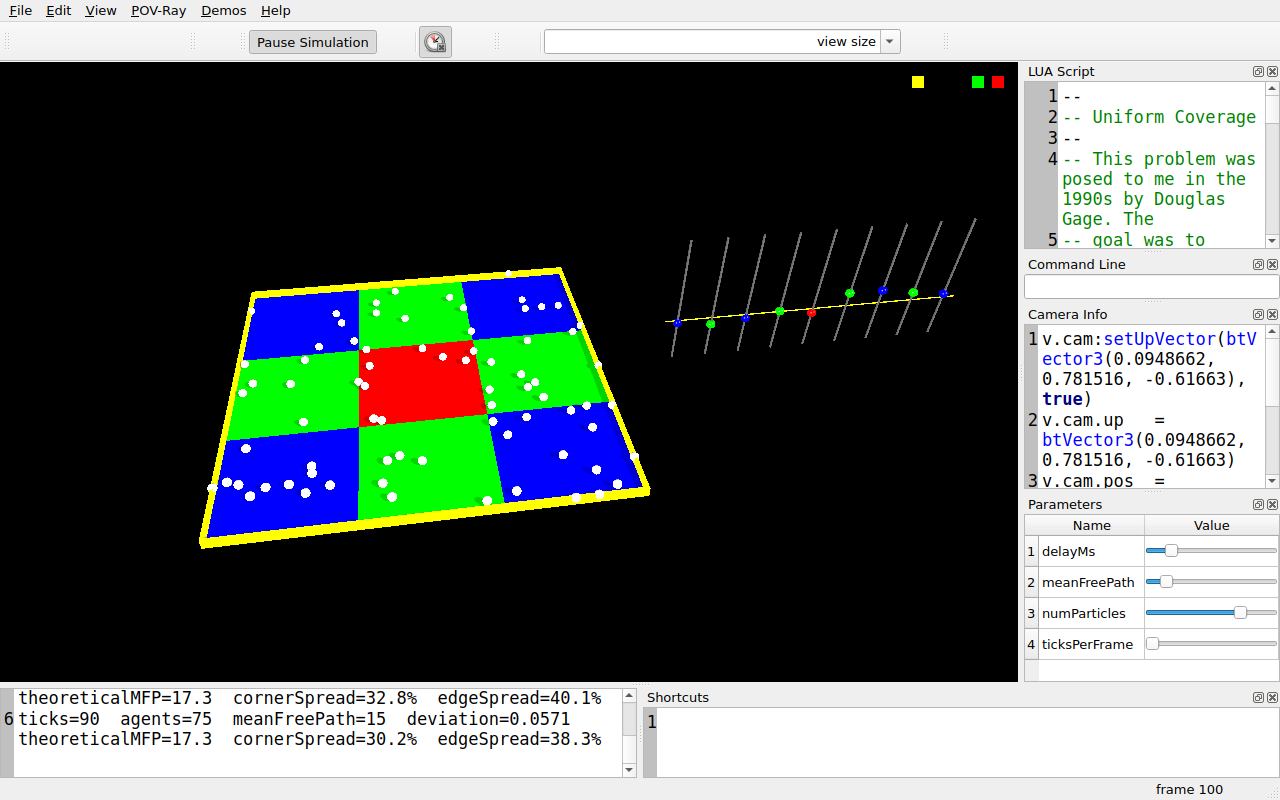 File Edit View POV-Ray Demos Help
Pause Simulation
view size
LUA Script
1 --
2 -- Uniform Coverage
3 --
4 -- This problem was
posed to me in the
1990s by Douglas
Gage. The
5 -- goal was to
Command Line
Camera Info
1 v.cam:setUpVector(btV
ector3(0.0948662,
0.781516, -0.61663),
true)
2 v.cam.up   =
btVector3(0.0948662,
0.781516, -0.61663)
3 v.cam.pos  =
Parameters
Name Value
1 delayMs
2 meanFreePath
3 numParticles
4 ticksPerFrame
theoreticalMFP=17.3  cornerSpread=32.8%  edgeSpread=40.1%
6 ticks=90  agents=75  meanFreePath=15  deviation=0.0571
theoreticalMFP=17.3  cornerSpread=30.2%  edgeSpread=38.3%
Shortcuts
1
frame 100